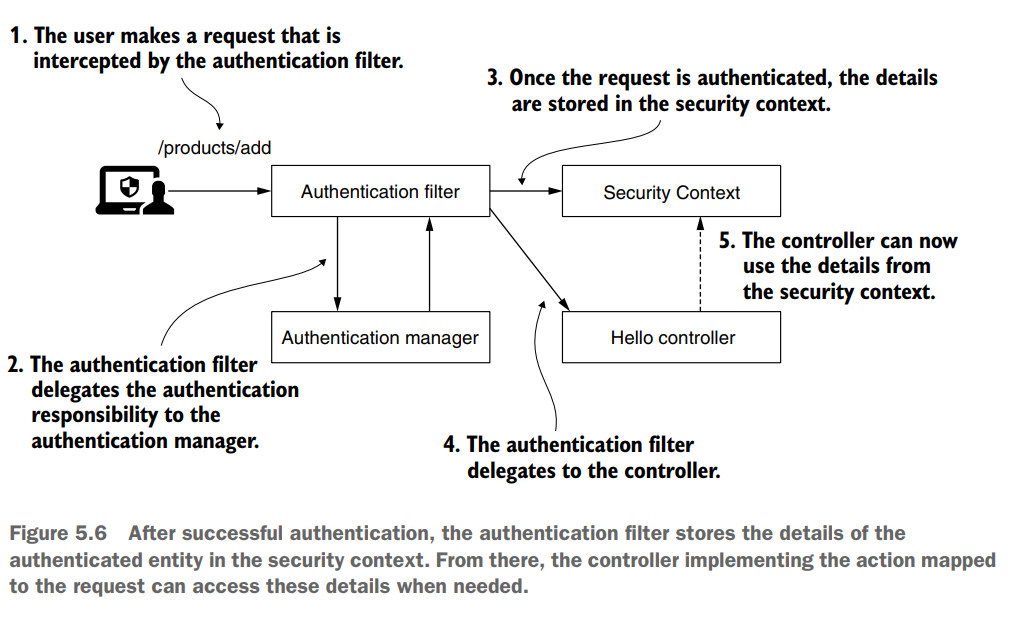 1. The user makes a request that is
intercepted by the authentication filter.
3. Once the request is authenticated, the details
are stored in the security context.
/products/add
Authentication filter
Security Context
5. The controller can now
use the details from
the security context.
Authentication manager
Hello controller
2. The authentication filter
delegates the authentication
responsibility to the
authentication manager.
4. The authentication filter
delegates to the controller.
Figure 5.6 After successful authentication, the authentication filter stores the details of the
authenticated entity in the security context. From there, the controller implementing the action mapped
to the request can access these details when needed.